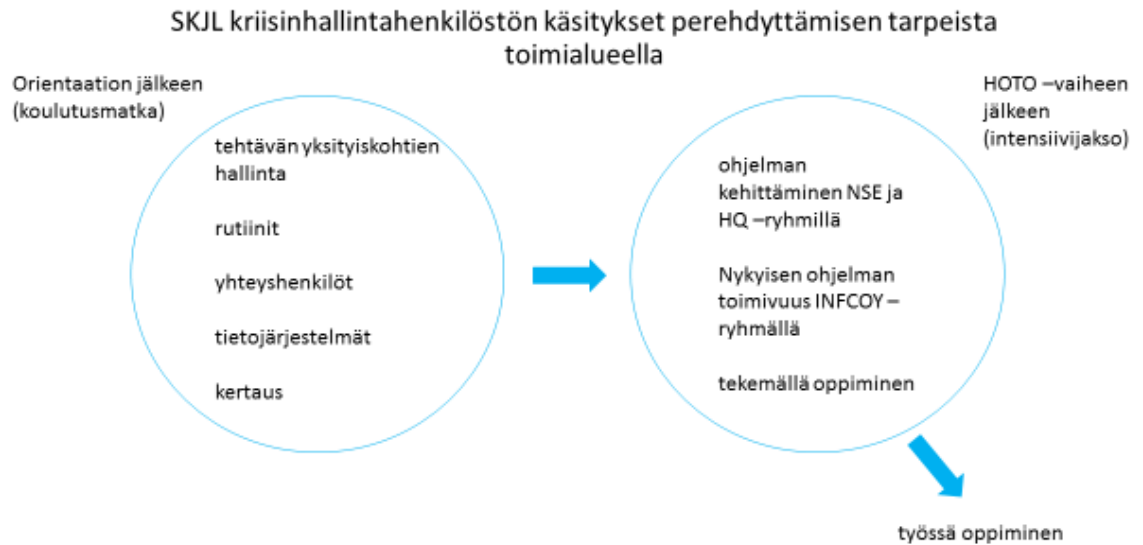 SKJL kriisinhallintahenkilöstön käsitykset perehdyttämisen tarpeista
toimialueella
Orientaation jälkeen
(koulutusmatka)
tehtävän yksityiskohtien
hallinta
rutiinit
yhteyshenkilöt
tietojärjestelmät
kertaus
HOTO –vaiheen
jälkeen
(intensiivijakso)
ohjelman
kehittäminen NSE ja
HQ –ryhmillä
Nykyisen ohjelman
toimivuus INFCOY –
ryhmällä
tekemällä oppiminen
työssä oppiminen